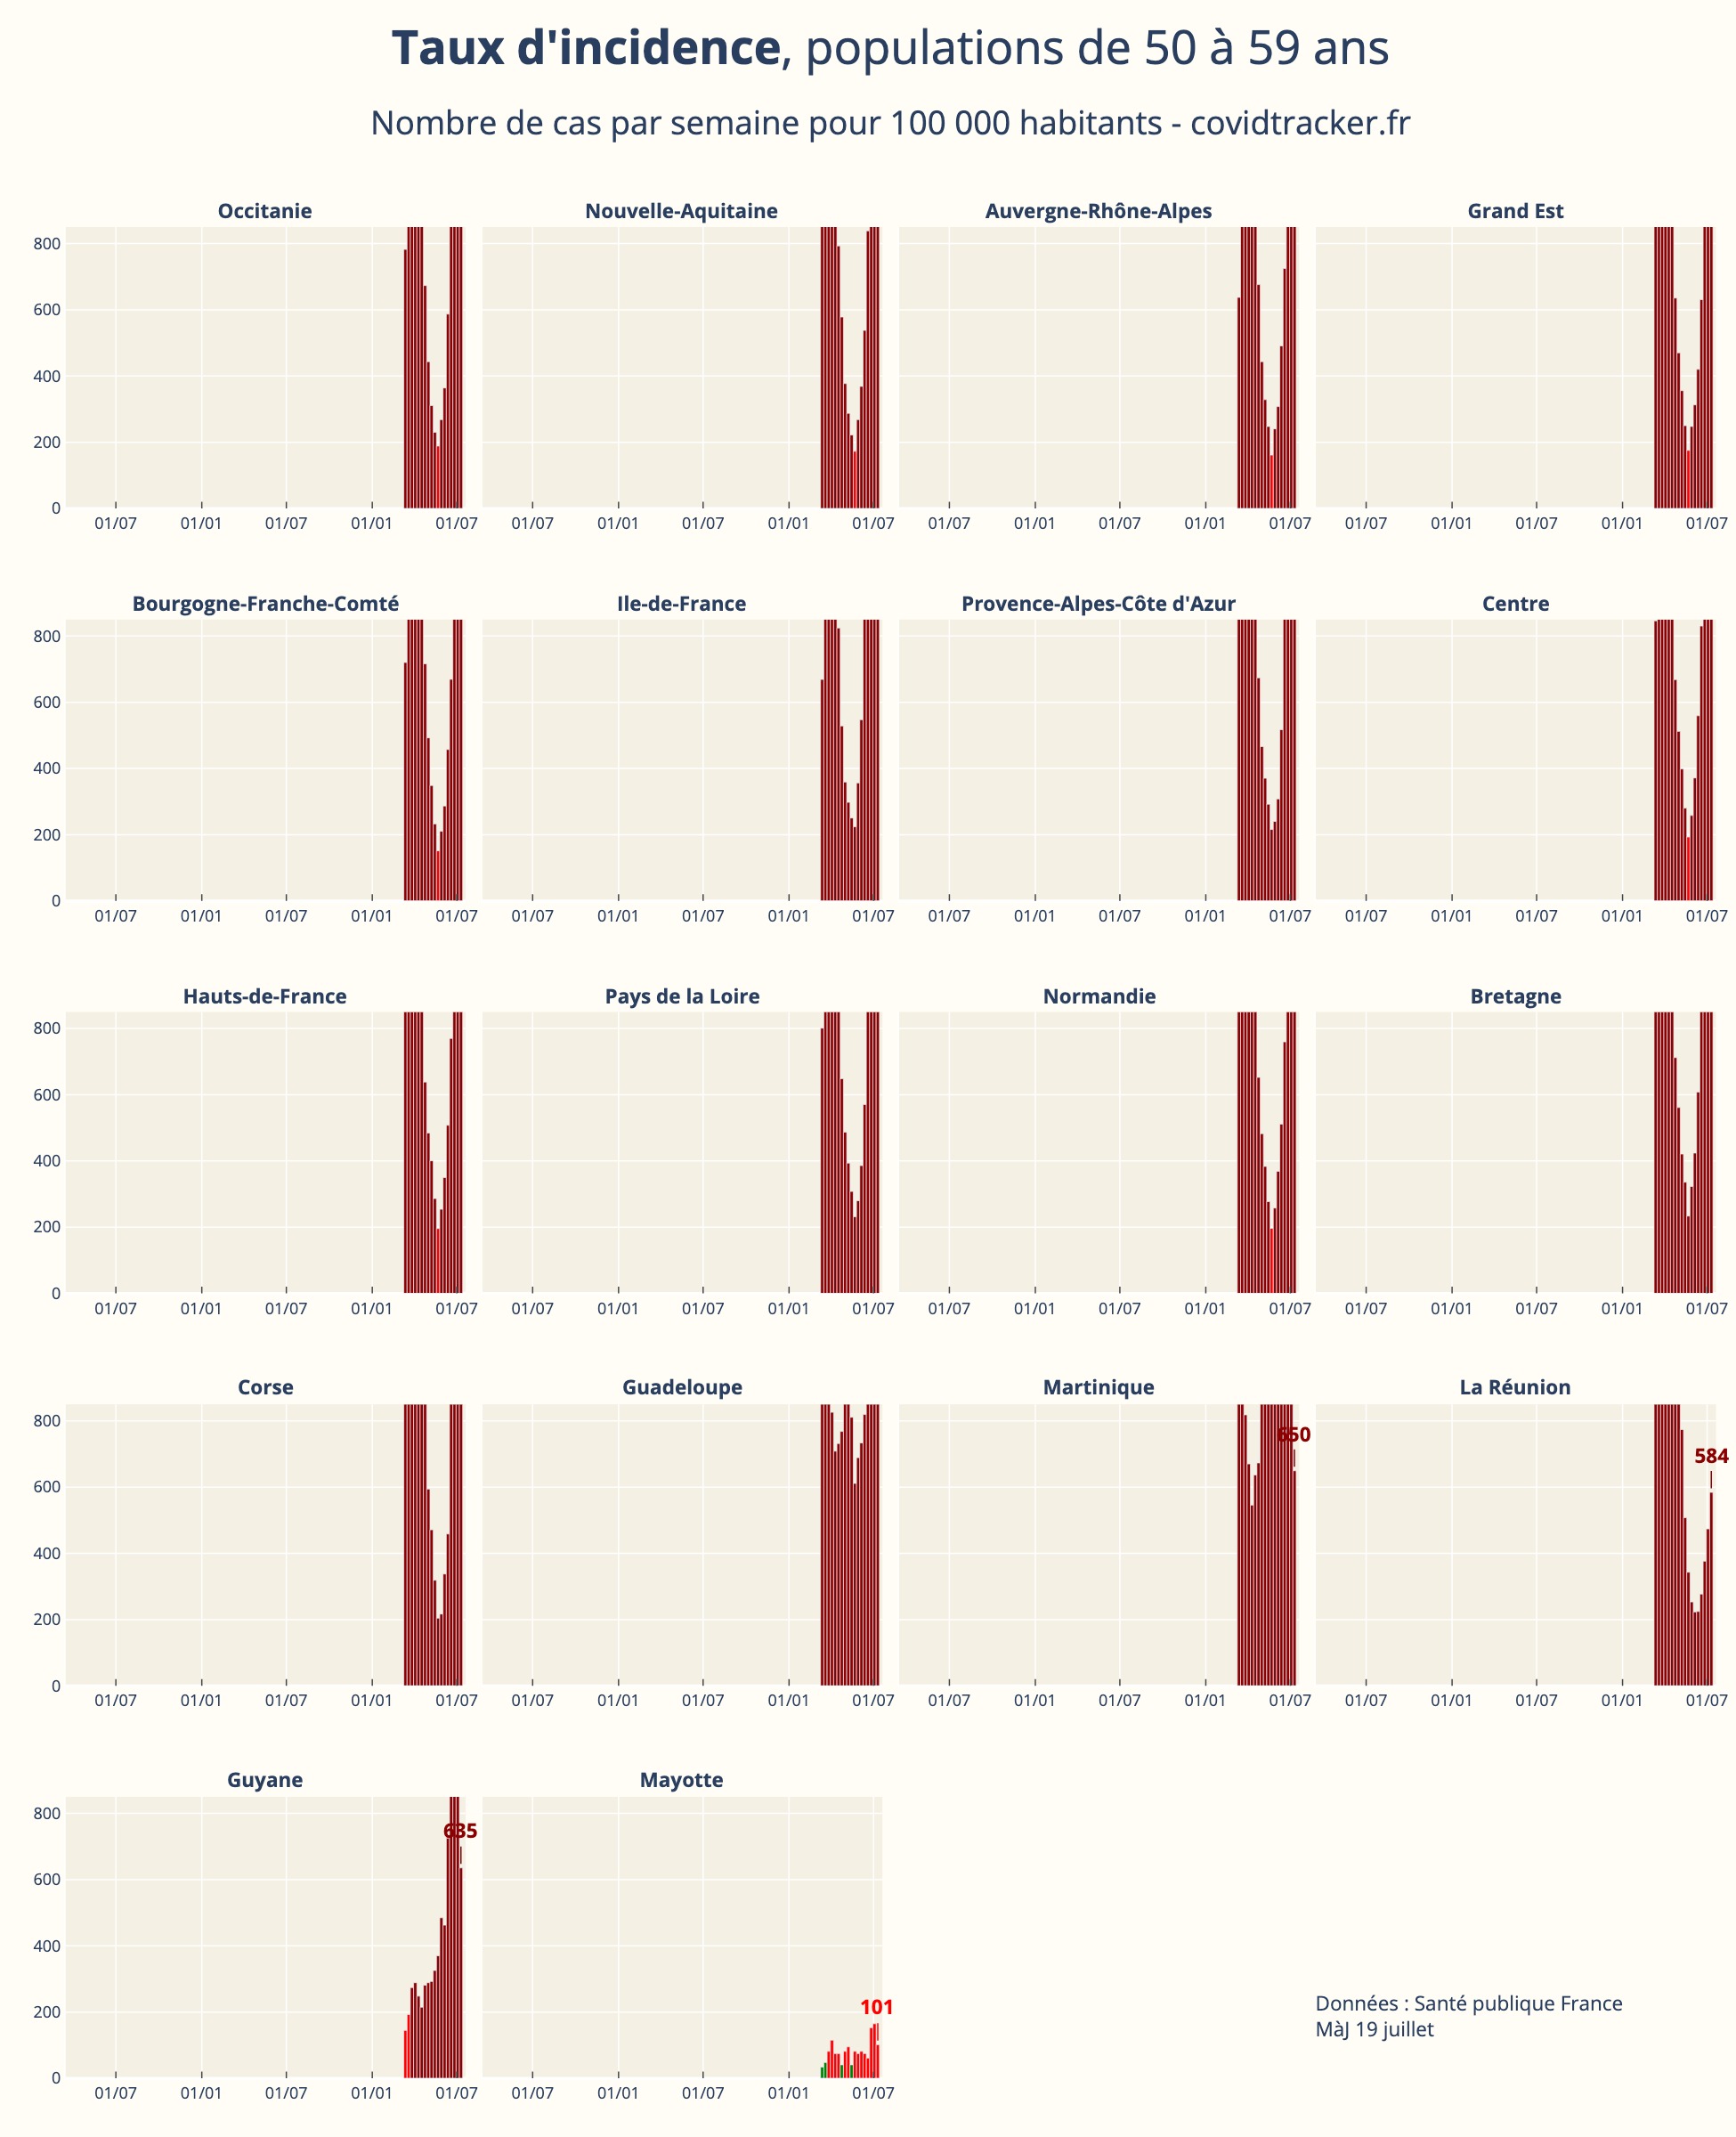 Taux d'incidence, populations de 50 à 59 ans
Nombre de cas par semaine pour 100 000 habitants - covidtracker.fr
Occitanie Nouvelle-Aquitaine Auvergne-Rhône-Alpes Grand Est
800
600
400
200
0
01/07 01/01 01/07 01/01 01/07 01/07 01/01 01/07 01/01 01/07 01/07 01/01 01/07 01/01 01/07 01/07 01/01 01/07 01/01 01/07
Bourgogne-Franche-Comté Ile-de-France Provence-Alpes-Côte d'Azur Centre
800
600
400
200
0
01/07 01/01 01/07 01/01 01/07 01/07 01/01 01/07 01/01 01/07 01/07 01/01 01/07 01/01 01/07 01/07 01/01 01/07 01/01 01/07
Hauts-de-France Pays de la Loire Normandie Bretagne
800
600
400
200
0
01/07 01/01 01/07 01/01 01/07 01/07 01/01 01/07 01/01 01/07 01/07 01/01 01/07 01/01 01/07 01/07 01/01 01/07 01/01 01/07
Corse Guadeloupe Martinique La Réunion
800
650
584
600
400
200
0
01/07 01/01 01/07 01/01 01/07 01/07 01/01 01/07 01/01 01/07 01/07 01/01 01/07 01/01 01/07 01/07 01/01 01/07 01/01 01/07
Guyane Mayotte
800
635
600
400
200
101
0
01/07 01/01 01/07 01/01 01/07 01/07 01/01 01/07 01/01 01/07
Données : Santé publique France
MàJ 19 juillet